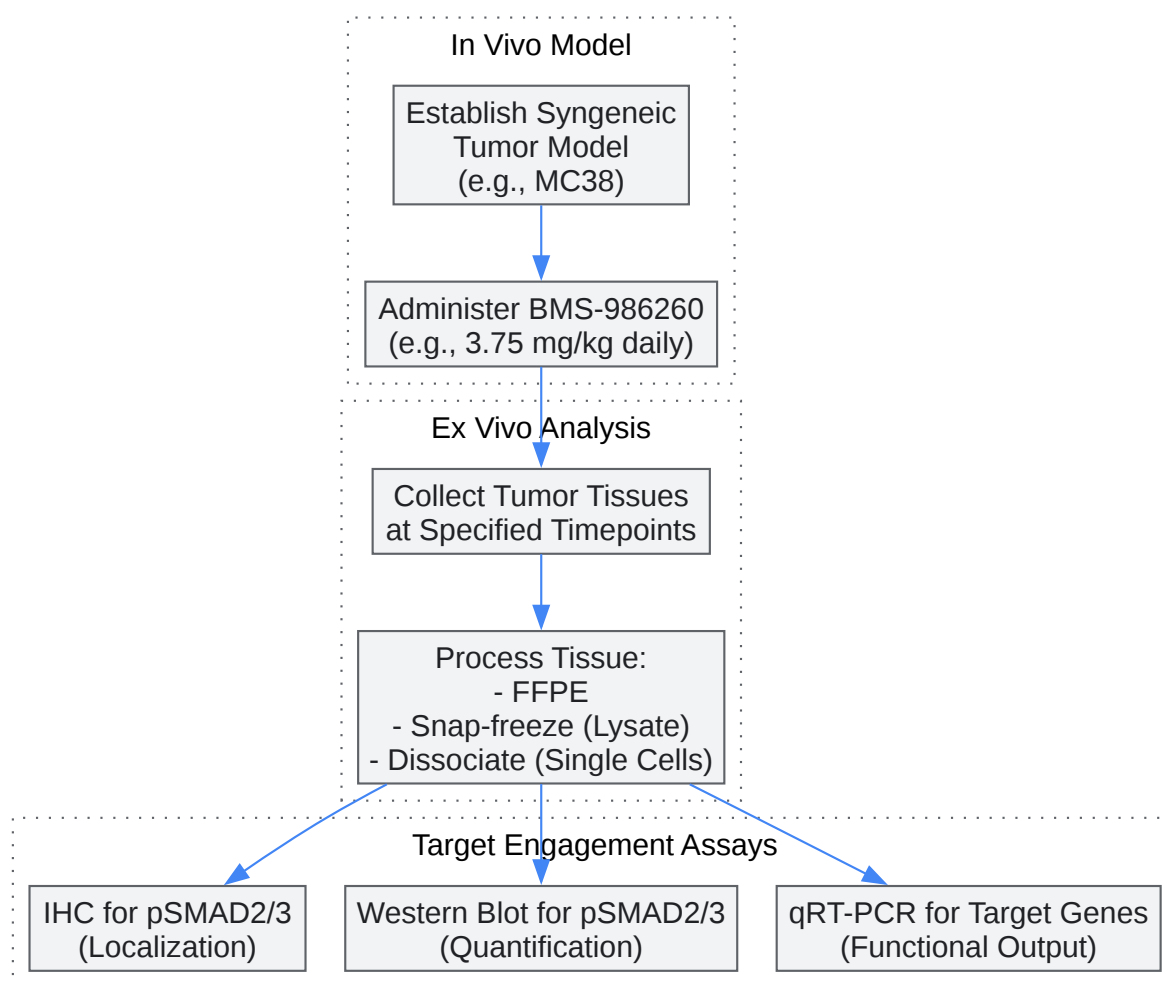 In Vivo Model
Establish Syngeneic
Tumor Model
(e.g., MC38)
Administer BMS-986260
(e.g., 3.75 mg/kg daily)
Ex Vivo Analysis
Collect Tumor Tissues
at Specified Timepoints
Process Tissue:
- FFPE
- Snap-freeze (Lysate)
- Dissociate (Single Cells)
Target Engagement Assays
IHC for pSMAD2/3
(Localization)
Western Blot for pSMAD2/3
(Quantification)
qRT-PCR for Target Genes
(Functional Output)